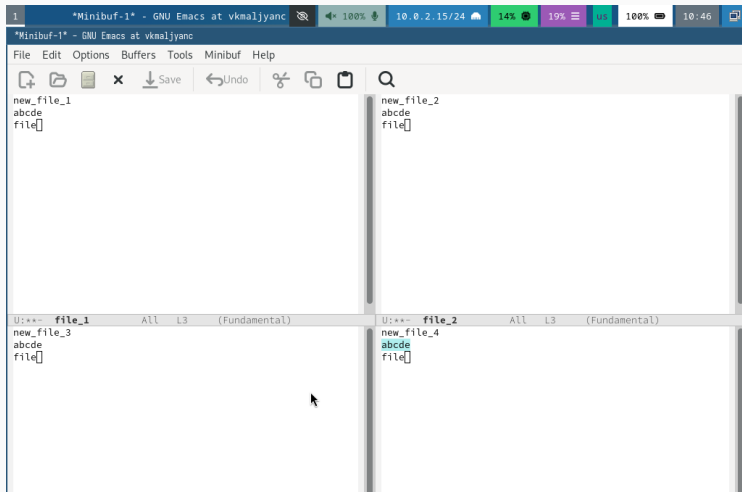 1 *Minibuf-1* - GNU Emacs at vkmaljyanc 100% 10.0.2.15/24 14% 19% us 100% 10:46
*Minibuf-1* - GNU Emacs at vkmaljyanc
File Edit Options Buffers Tools Minibuf Help
Save Undo
new_file_1
abcde
file
new_file_2
abcde
file
U:**- file_1 All L3 (Fundamental)
U:**- file_2 All L3 (Fundamental)
new_file_3
abcde
file
new_file_4
abcde
file